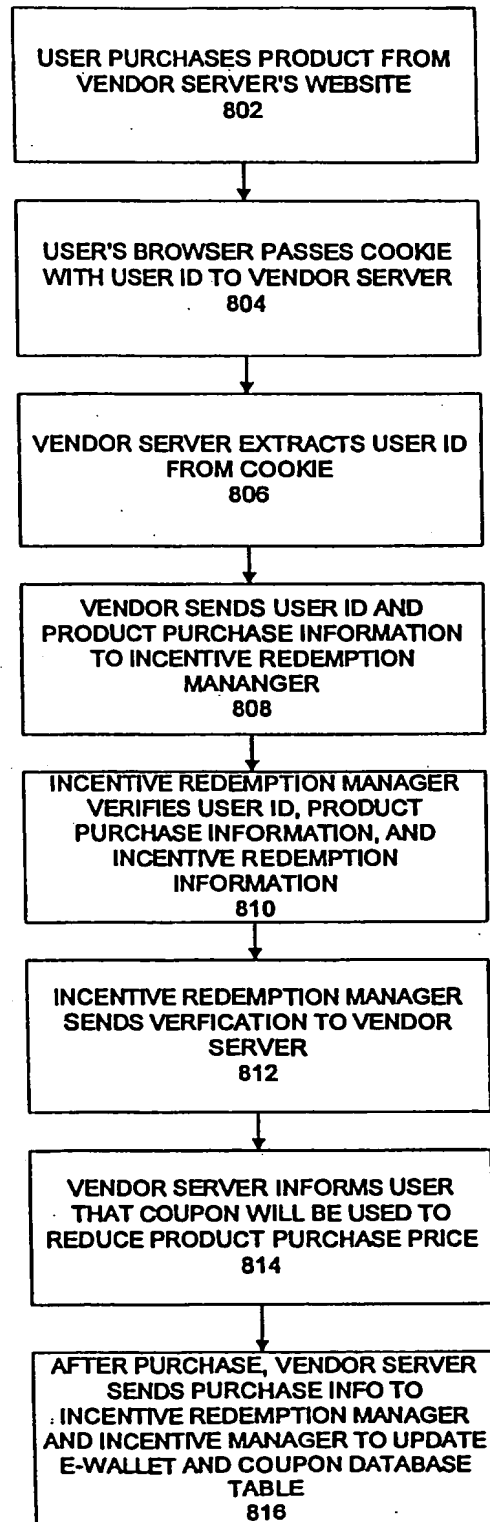 USER PURCHASES PRODUCT FROM
VENDOR SERVER'S WEBSITE
802
USER'S BROWSER PASSES COOKIE
WITH USER ID TO VENDOR SERVER
804
VENDOR SERVER EXTRACTS USER ID
FROM COOKIE
806
VENDOR SENDS USER ID AND
PRODUCT PURCHASE INFORMATION
TO INCENTIVE REDEMPTION
MANANGER
808
INCENTIVE REDEMPTION MANAGER
VERIFIES USER ID, PRODUCT
PURCHASE INFORMATION, AND
INCENTIVE REDEMPTION
INFORMATION
810
INCENTIVE REDEMPTION MANAGER
SENDS VERFICATION TO VENDOR
SERVER
812
VENDOR SERVER INFORMS USER
THAT COUPON WILL BE USED TO
REDUCE PRODUCT PURCHASE PRICE
814
AFTER PURCHASE, VENDOR SERVER
SENDS PURCHASE INFO TO
INCENTIVE REDEMPTION MANAGER
AND INCENTIVE MANAGER TO UPDATE
E-WALLET AND COUPON DATABASE
TABLE
816